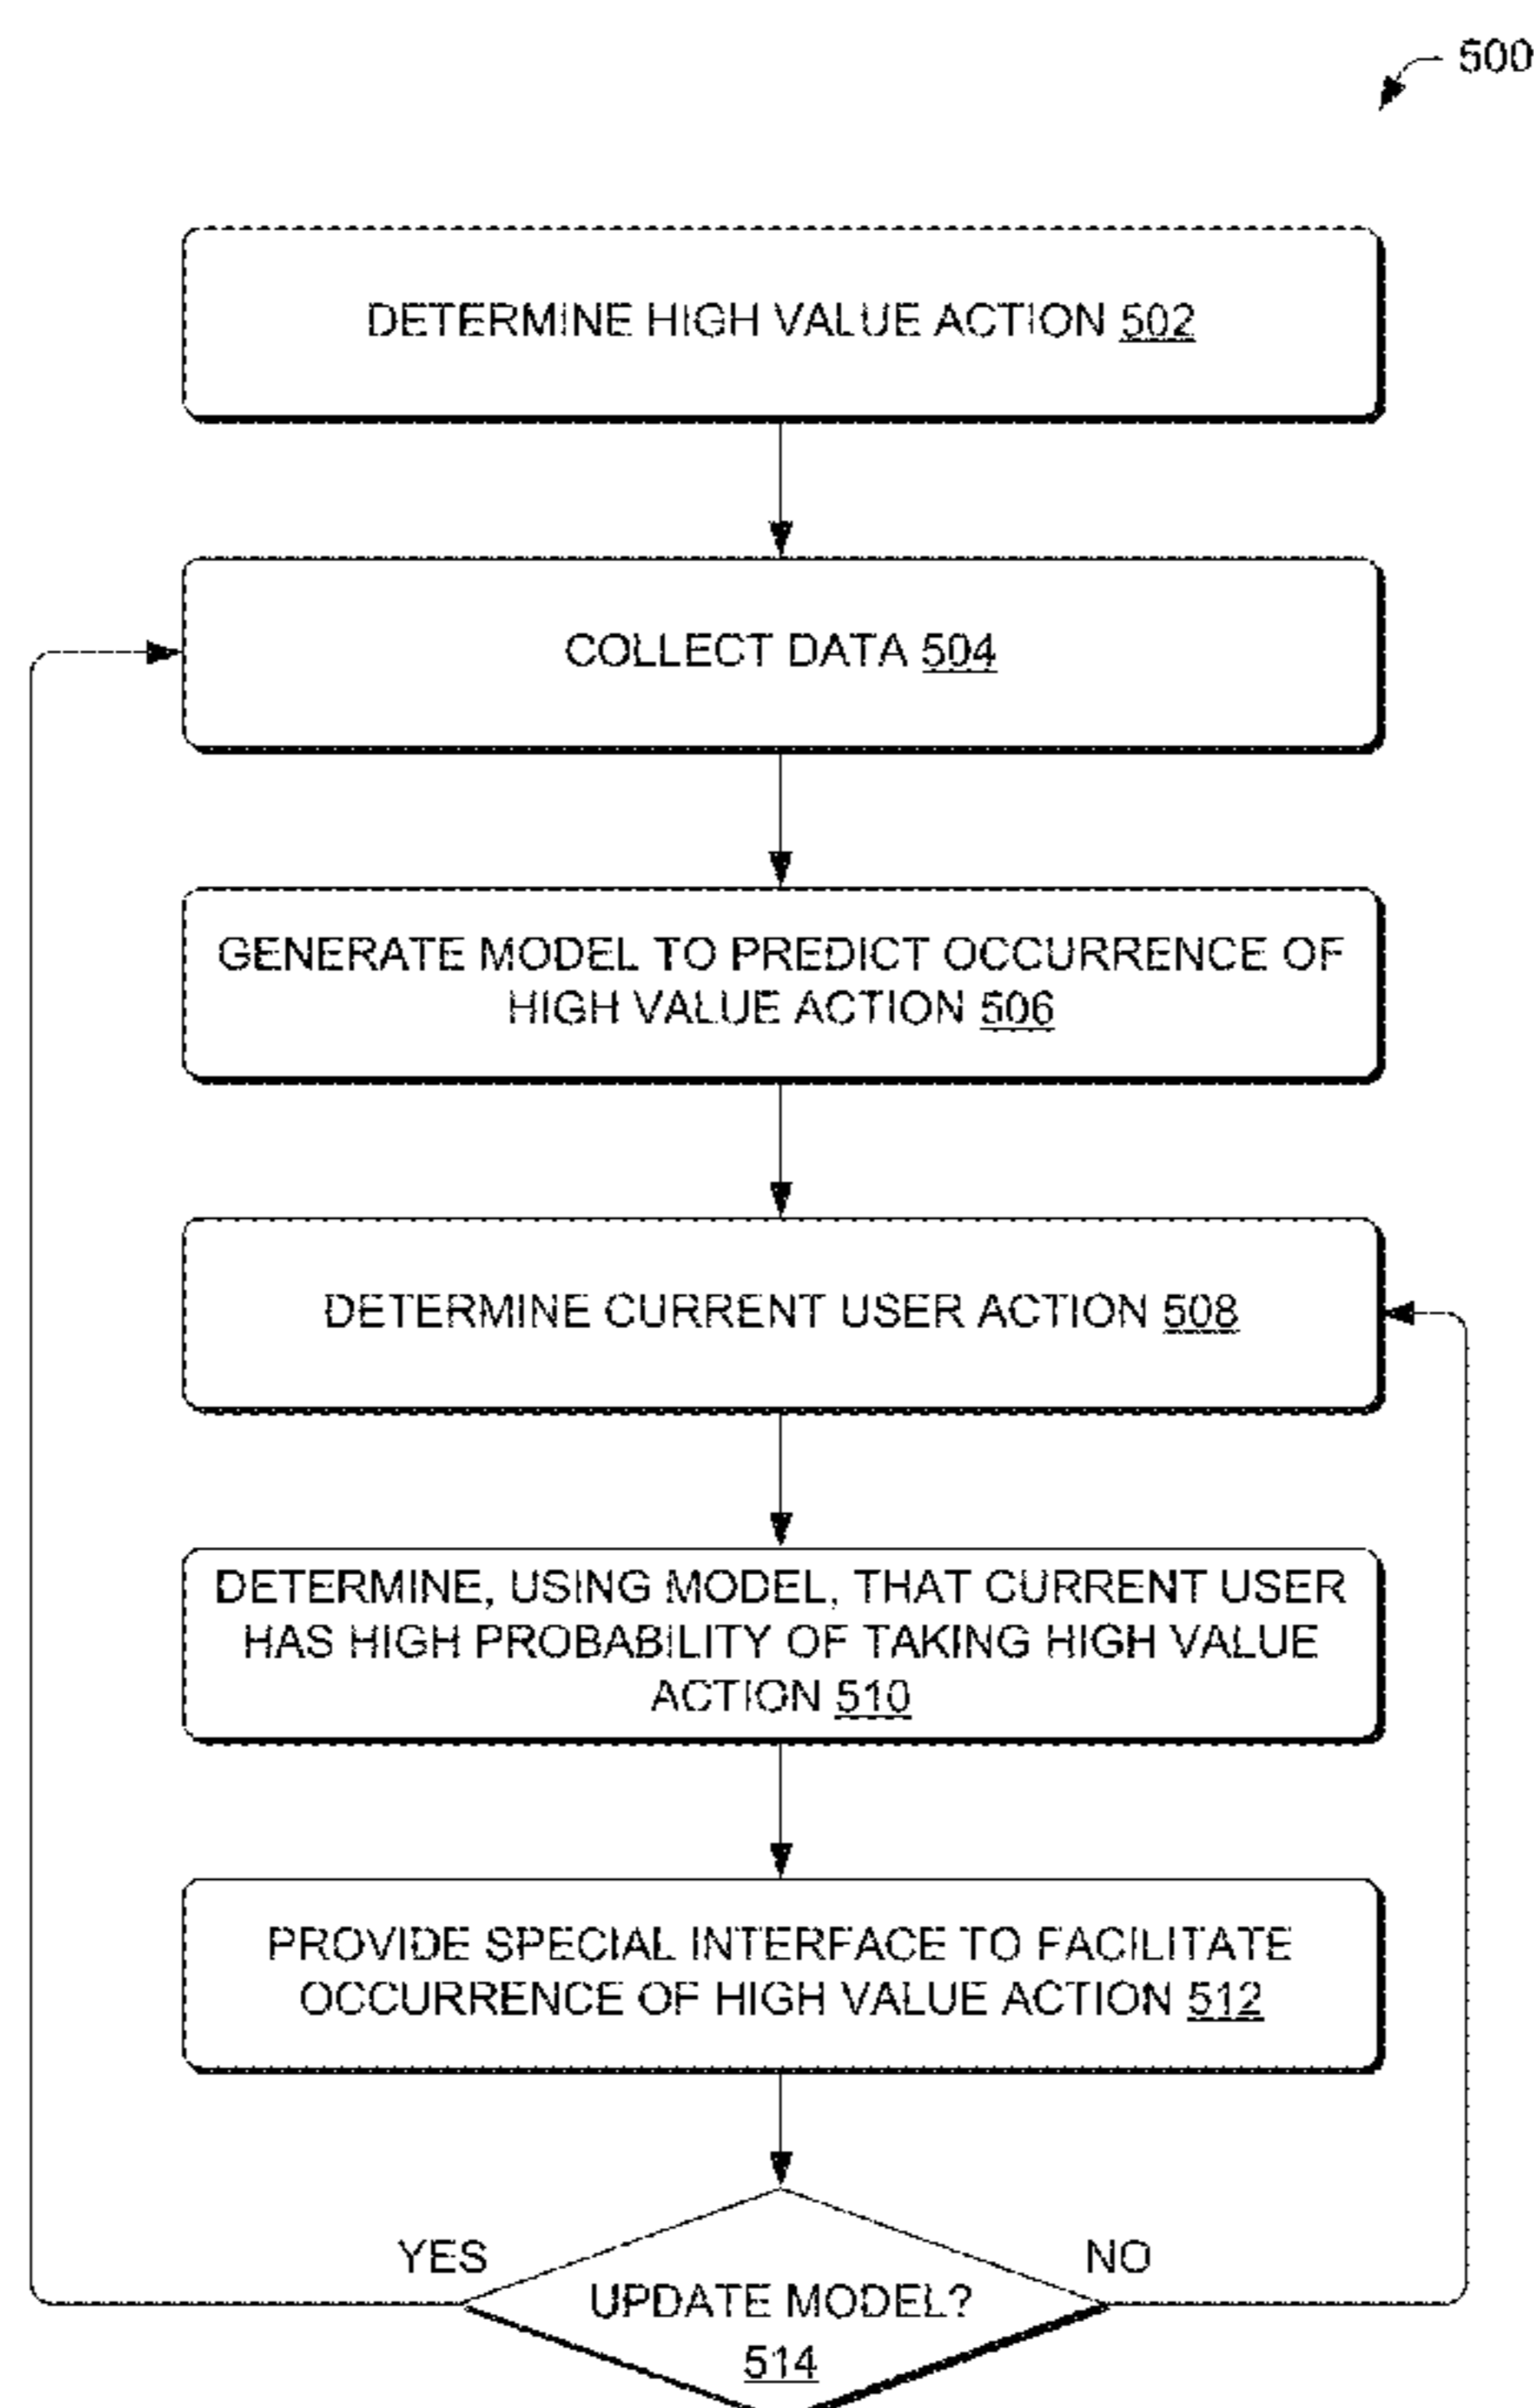 500
DETERMINE HIGH VALUE ACTION 502
COLLECT DATA 504
GENERATE MODEL TO PREDICT OCCURRENCE OF
HIGH VALUE ACTION 506
DETERMINE CURRENT USER ACTION 508
DETERMINE, USING MODEL, THAT CURRENT USER
HAS HIGH PROBABILITY OF TAKING HIGH VALUE
ACTION 510
PROVIDE SPECIAL INTERFACE TO FACILITATE
OCCURRENCE OF HIGH VALUE ACTION 512
YES
NO
UPDATE MODEL?
514